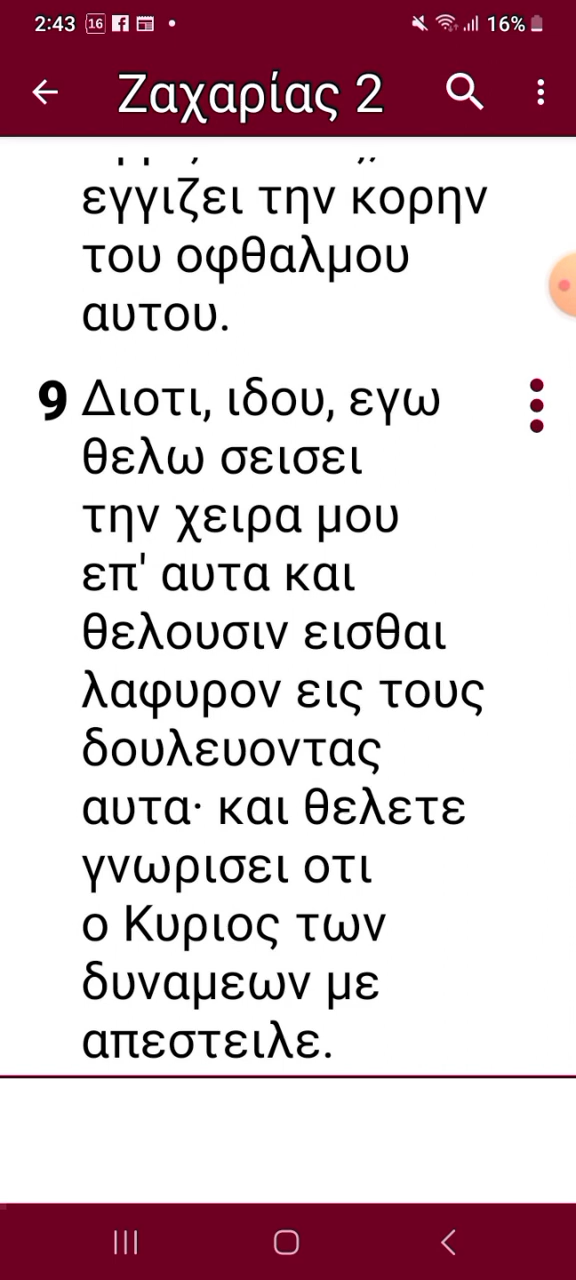 2:43 16 16%
Ζαχαρίας 2
εγγιζει την κορην
του οφθαλμου
αυτου.
9 Διοτι, ιδου, εγω
θελω σεισει
την χειρα μου
επ' αυτα και
θελουσιν εισθαι
λαφυρον εις τους
δουλευοντας
αυτα· και θελετε
γνωρισει οτι
ο Κυριος των
δυναμεων με
απεστειλε.